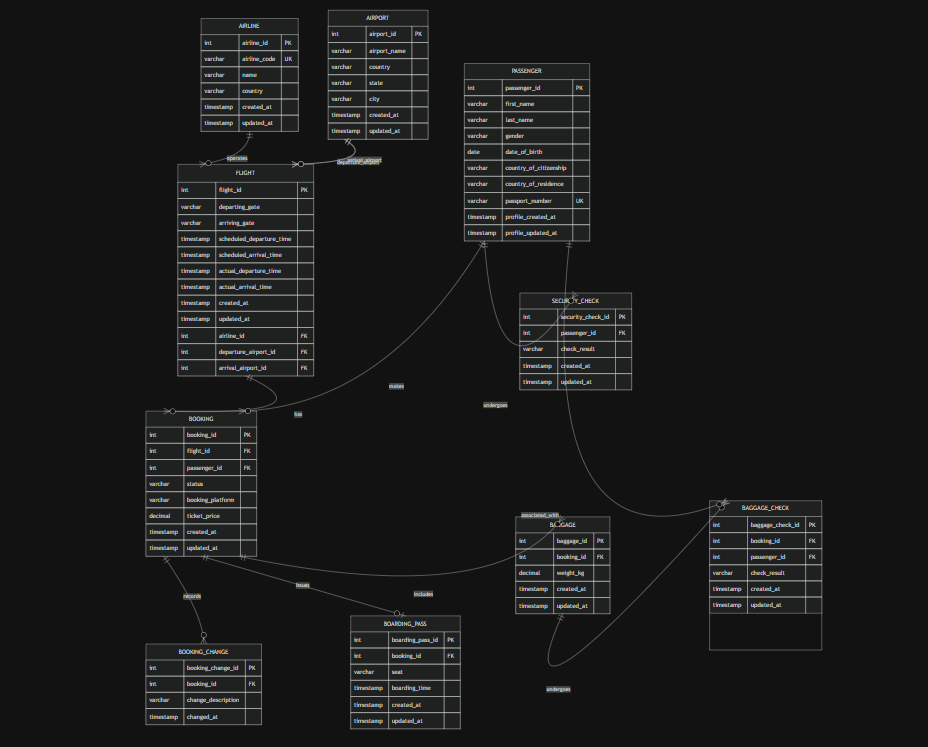 AIRLINE
int airline_id PK
varchar airline_code UK
varchar name
varchar country
timestamp created_at
timestamp updated_at
AIRPORT
int airport_id PK
varchar airport_name
varchar country
varchar state
varchar city
timestamp created_at
timestamp updated_at
PASSENGER
int passenger_id PK
varchar first_name
varchar last_name
varchar gender
date date_of_birth
varchar country_of_citizenship
varchar country_of_residence
varchar passport_number UK
timestamp profile_created_at
timestamp profile_updated_at
operates
arrival_airport
departure_airport
FLIGHT
int flight_id PK
varchar departing_gate
varchar arriving_gate
timestamp scheduled_departure_time
timestamp scheduled_arrival_time
timestamp actual_departure_time
timestamp actual_arrival_time
timestamp created_at
timestamp updated_at
int airline_id FK
int departure_airport_id FK
int arrival_airport_id FK
SECURITY_CHECK
int security_check_id PK
int passenger_id FK
varchar check_result
timestamp created_at
timestamp updated_at
makes
has
undergoes
BOOKING
int booking_id PK
int flight_id FK
int passenger_id FK
varchar status
varchar booking_platform
decimal ticket_price
timestamp created_at
timestamp updated_at
associated_with
BAGGAGE
int baggage_id PK
int booking_id FK
decimal weight_kg
timestamp created_at
timestamp updated_at
BAGGAGE_CHECK
int baggage_check_id PK
int booking_id FK
int passenger_id FK
varchar check_result
timestamp created_at
timestamp updated_at
records
issues
includes
BOOKING_CHANGE
int booking_change_id PK
int booking_id FK
varchar change_description
timestamp changed_at
BOARDING_PASS
int boarding_pass_id PK
int booking_id FK
varchar seat
timestamp boarding_time
timestamp created_at
timestamp updated_at
undergoes